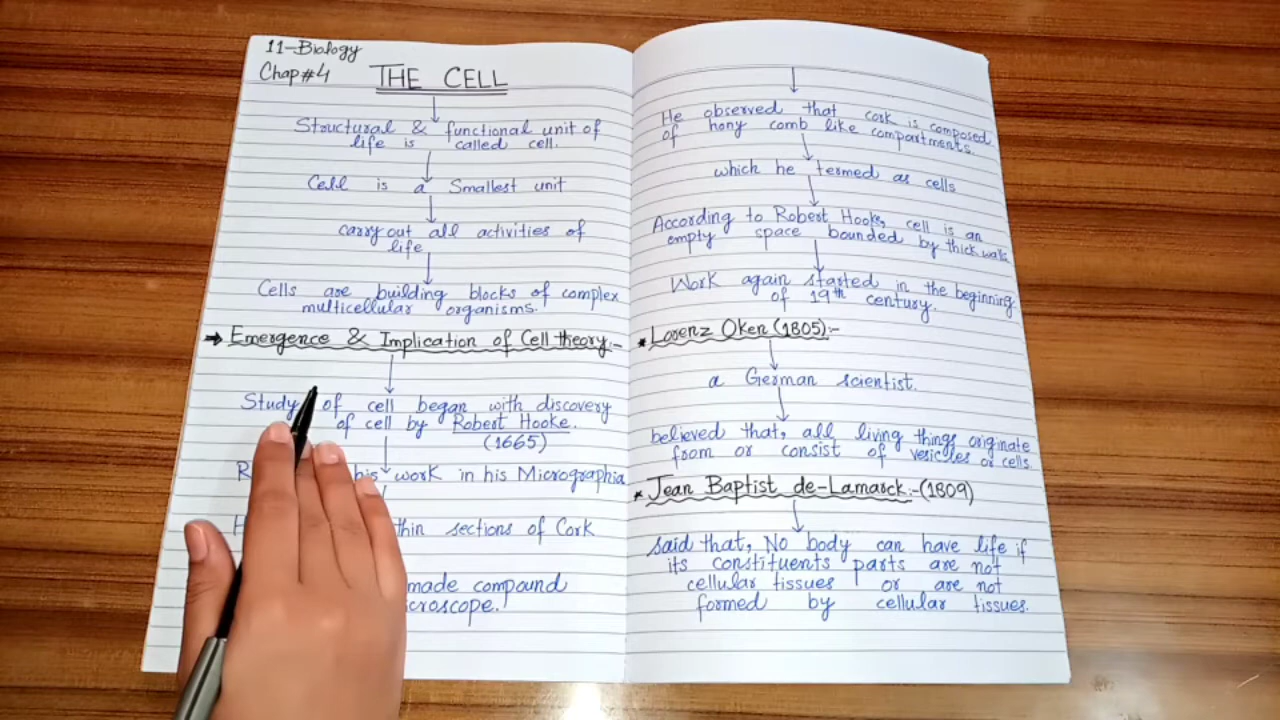 11-Biology
Chap#4
THE CELL
Structural & functional unit of
life is called cell.
Cell is a Smallest unit
carry out all activities of
life
Cells are building blocks of complex
multicellular organisms.
→ Emergence & Implication of Cell theory:-
Study of cell began with discovery
of cell by Robert Hooke.
(1665)
his work in his Micrographia
thin sections of Cork
made compound
He observed that cork is composed
of hony comb like compartments.
which he termed as cells
According to Robert Hooke, cell is an
empty space bounded by thick walls
Work again started in the beginning
of 19th century.
* Lorenz Oken (1805):-
a German scientist.
believed that, all living things originate
from or consist of vesicles or cells
* Jean Baptist de-Lamarck:-(1809)
said that, No body can have life if
its constituents parts are not
cellular tissues or are not
formed by cellular tissues.